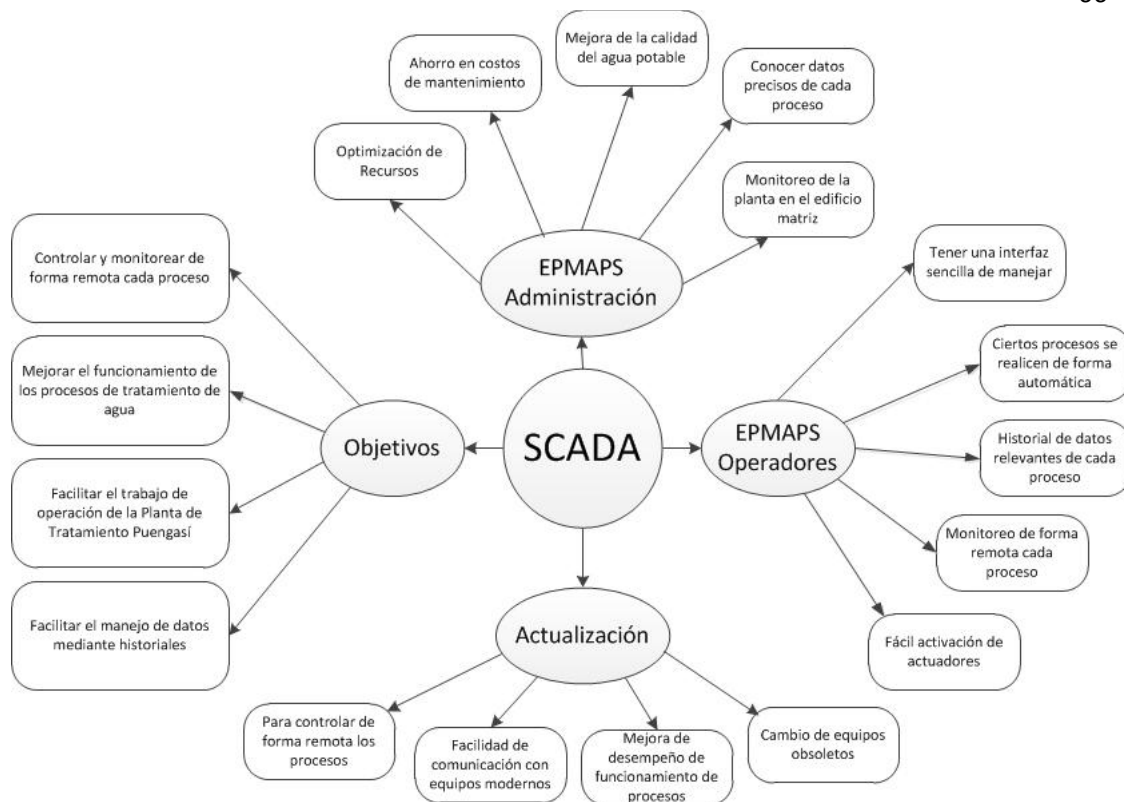 Mejora de la calidad
del agua potable
Ahorro en costos
de mantenimiento
Conocer datos
precisos de cada
proceso
Optimización de
Recursos
Monitoreo de la
planta en el edificio
matriz
EPMAPS
Administración
Controlar y monitorear de
forma remota cada proceso
Mejorar el funcionamiento de
los procesos de tratamiento de
agua
Facilitar el trabajo de
operación de la Planta de
Tratamiento Puengasí
Facilitar el manejo de datos
mediante historiales
Objetivos
SCADA
EPMAPS
Operadores
Tener una interfaz
sencilla de manejar
Ciertos procesos se
realicen de forma
automática
Historial de datos
relevantes de cada
proceso
Monitoreo de forma
remota cada
proceso
Fácil activación de
actuadores
Actualización
Para controlar de
forma remota los
procesos
Facilidad de
comunicación con
equipos modernos
Mejora de
desempeño de
funcionamiento de
procesos
Cambio de equipos
obsoletos